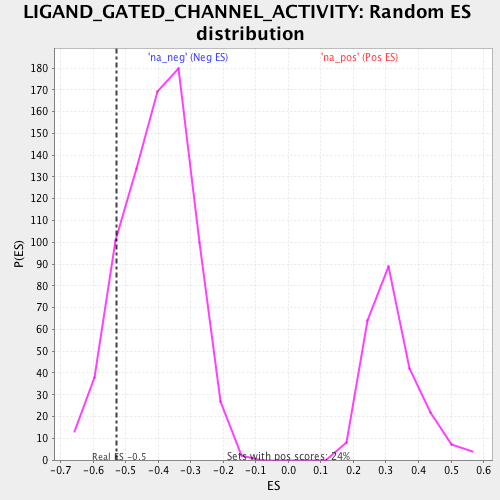 LIGAND_GATED_CHANNEL_ACTIVITY: Random ES
distribution
'na_neg' (Neg ES) 'na_pos' (Pos ES)
180
170
160
150
140
130
120
110
100
90
80
70
60
50
40
30
20
10
0
P(ES)
Real ES -0.5 Sets with pos scores: 24%
-0.7 -0.6 -0.5 -0.4 -0.3 -0.2 -0.1 0.0 0.1 0.2 0.3 0.4 0.5 0.6
ES